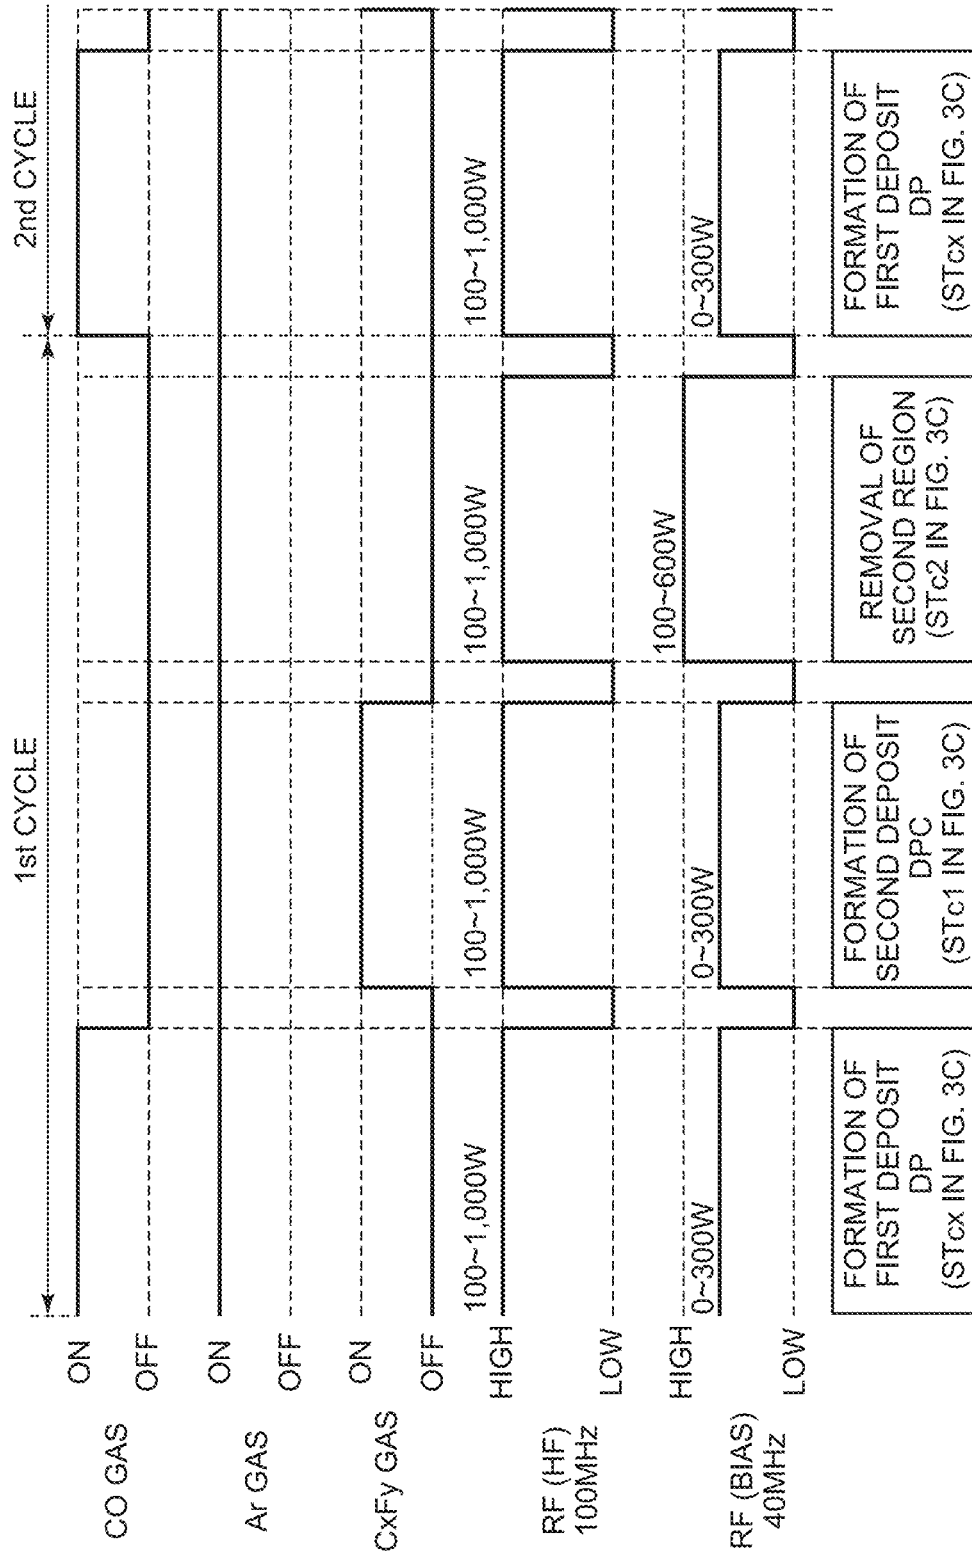 1st CYCLE
2nd CYCLE
CO GAS
ON
OFF
Ar GAS
ON
OFF
CxFy GAS
ON
OFF
RF (HF)
100MHz
HIGH
LOW
100~1,000W
100~1,000W
100~1,000W
100~1,000W
RF (BIAS)
40MHz
HIGH
LOW
0~300W
0~300W
100~600W
0~300W
FORMATION OF
FIRST DEPOSIT
DP
(STcx IN FIG. 3C)
FORMATION OF
SECOND DEPOSIT
DPC
(STc1 IN FIG. 3C)
REMOVAL OF
SECOND REGION
(STc2 IN FIG. 3C)
FORMATION OF
FIRST DEPOSIT
DP
(STcx IN FIG. 3C)